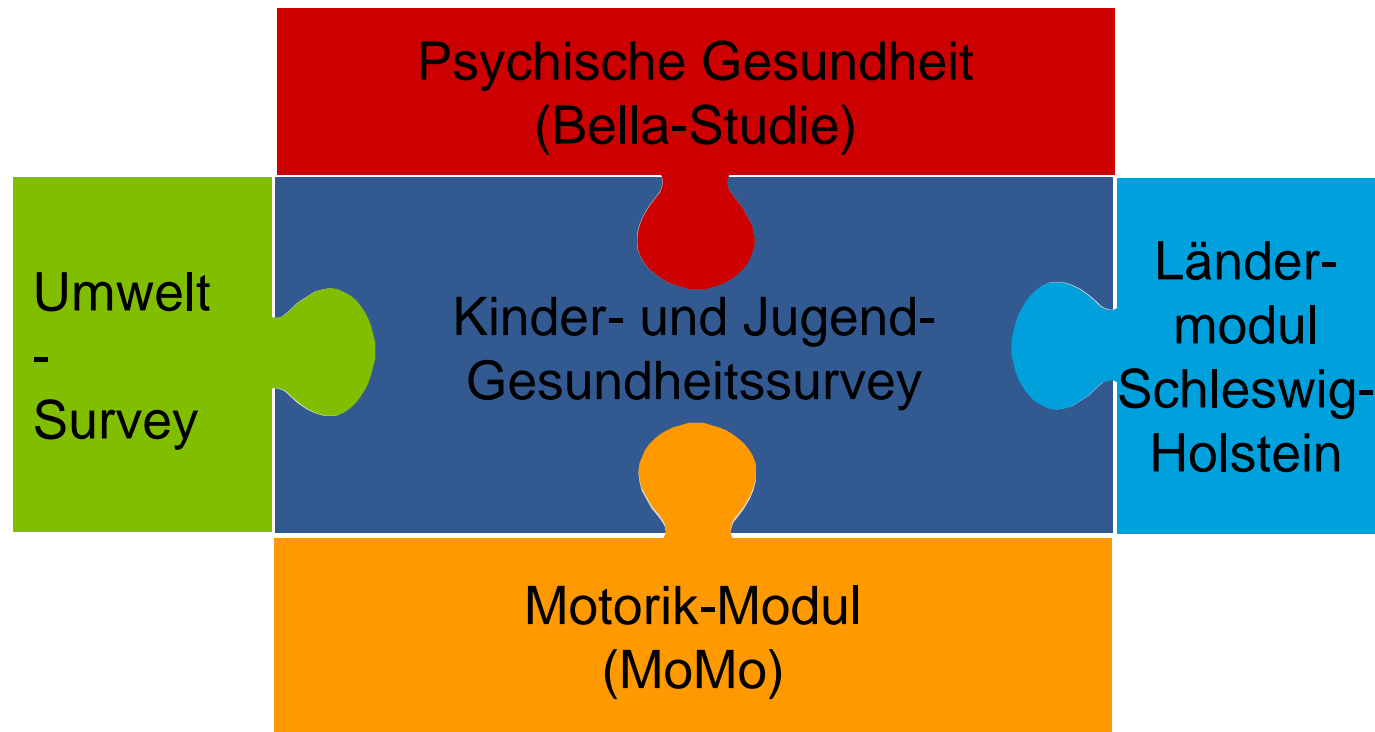 Psychische Gesundheit
(Bella-Studie)
Umwelt
-
Survey
Kinder- und Jugend-
Gesundheitssurvey
Länder-
modul
Schleswig-
Holstein
Motorik-Modul
(MoMo)